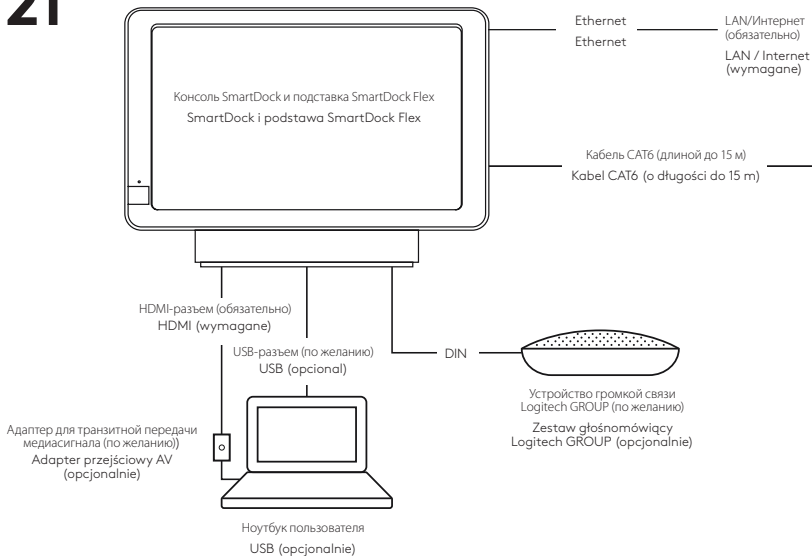 21
Ethernet
Ethernet
LAN/Интернет
(обязательно)
LAN / Internet
(wymagane)
Консоль SmartDock и подставка SmartDock Flex
SmartDock i podstawa SmartDock Flex
Кабель CAT6 (длиной до 15 м)
Kabel CAT6 (o długości do 15 m)
HDMI-разъем (обязательно)
HDMI (wymagane)
USB-разъем (по желанию)
USB (opcional)
DIN
Устройство громкой связи
Logitech GROUP (по желанию)
Zestaw głośnomówiący
Logitech GROUP (opcjonalnie)
Адаптер для транзитной передачи
медиасигнала (по желанию))
Adapter przejściowy AV
(opcjonalnie)
Ноутбук пользователя
USB (opcjonalnie)